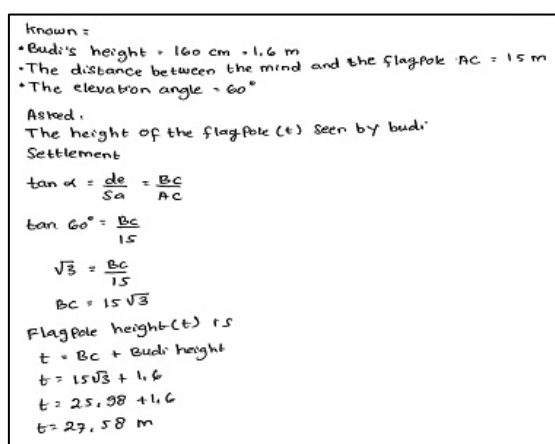 Known =
• Budi's height = 160 cm = 1,6 m
• The distance between the mind and the flagpole AC = 15 m
• The elevation angle = 60°
Asked.
The height of the flagpole (t) seen by budi
Settlement
tan α = de/Sa = BC/AC
tan 60° = BC/15
√3 = BC/15
BC = 15 √3
Flagpole height (t) is
t = BC + Budi height
t = 15√3 + 1,6
t = 25,98 + 1,6
t = 27,58 m